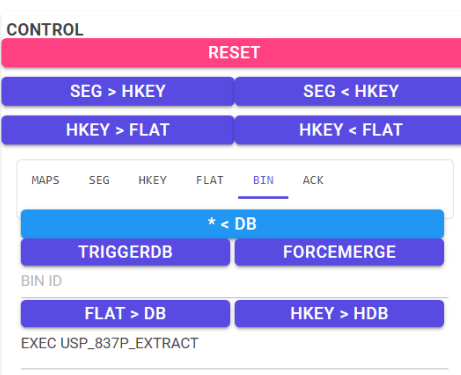 CONTROL
RESET
SEG > HKEY SEG < HKEY
HKEY > FLAT HKEY < FLAT
MAPS SEG HKEY FLAT BIN ACK
* < DB
TRIGGERDB FORCEMERGE
BIN ID
FLAT > DB HKEY > HDB
EXEC USP_837P_EXTRACT